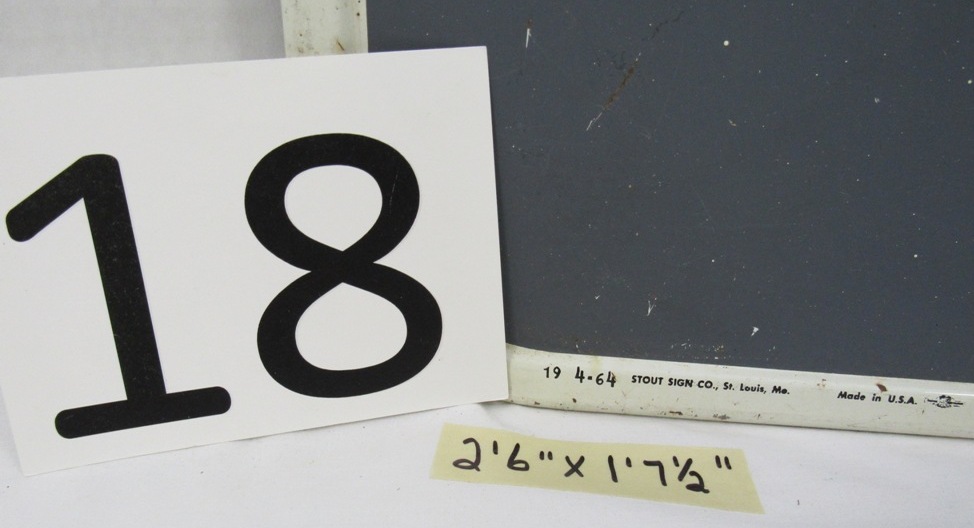 18
19 4-64 STOUT SIGN CO., St. Louis, Mo. Made in U.S.A.
2'6" X 1'7½"